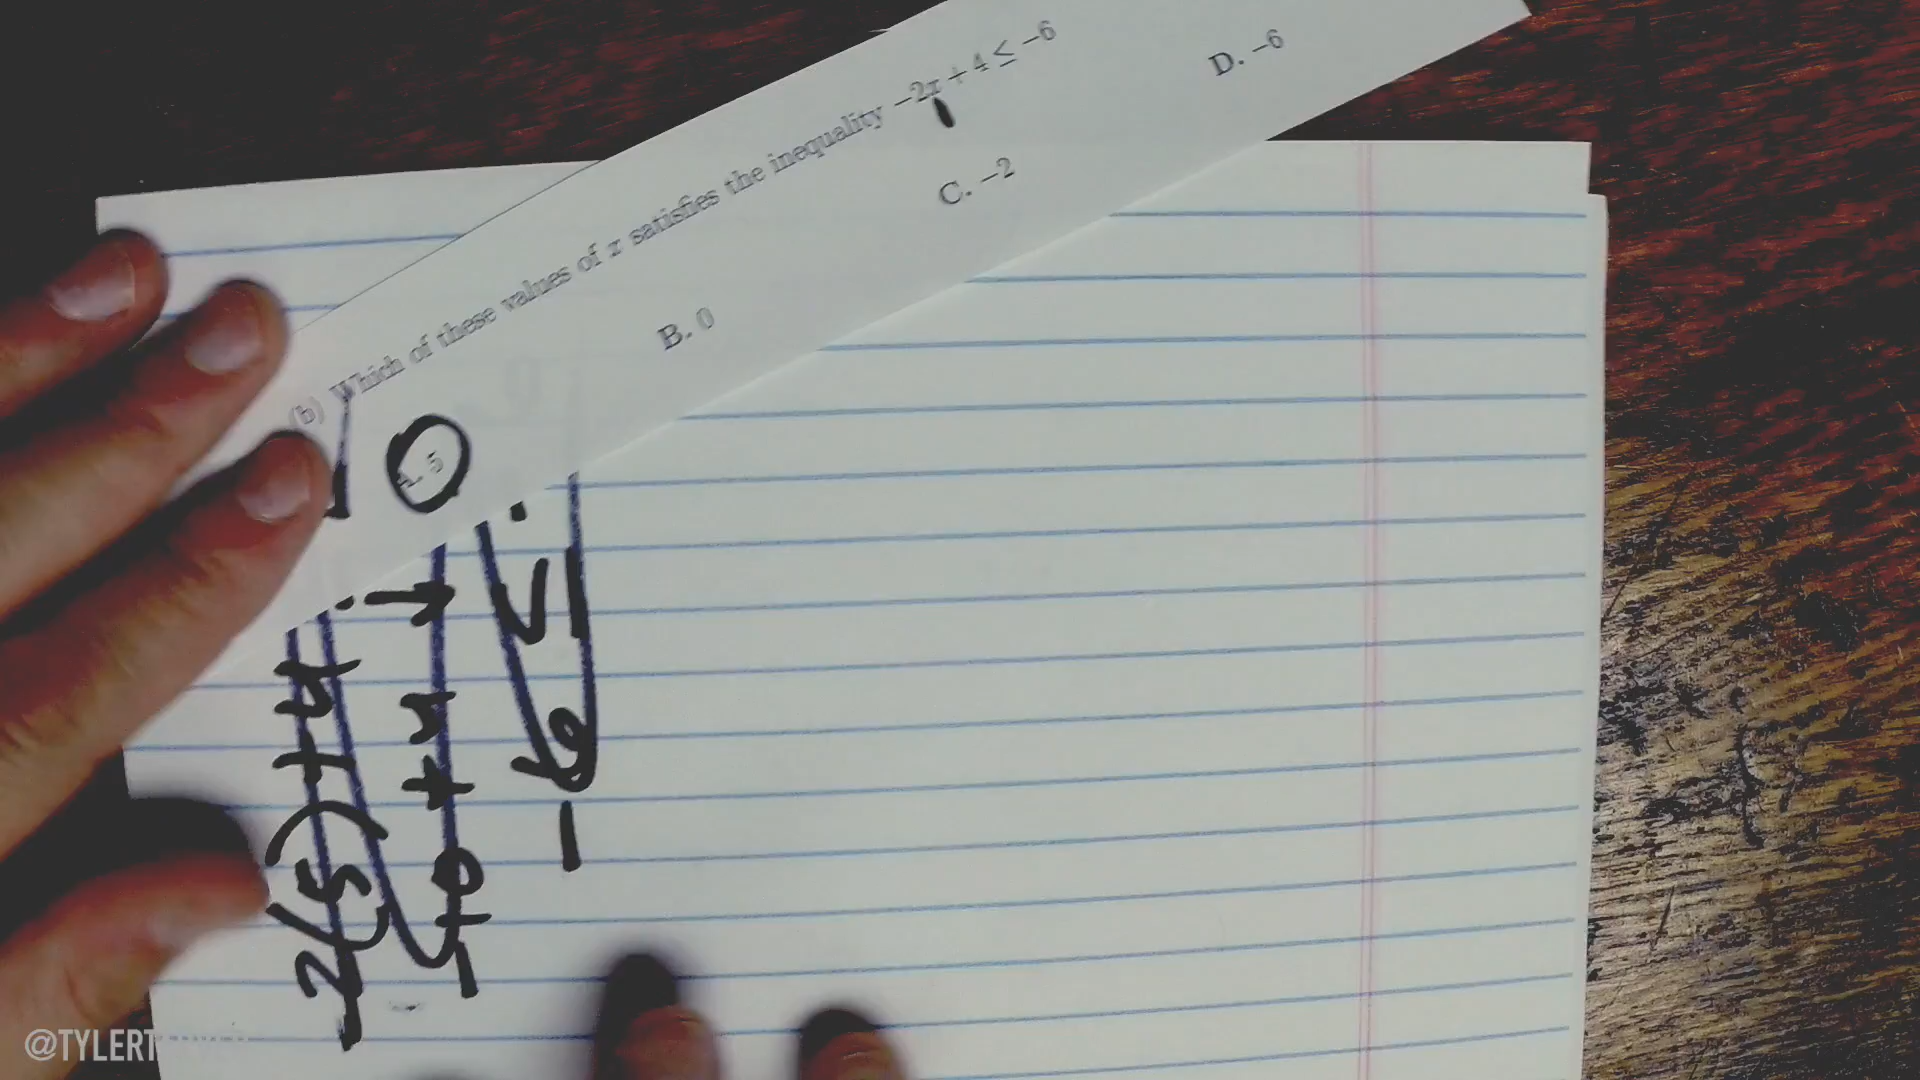 (b) Which of these values of x satisfies the inequality −2x + 4 ≤ −6
A. 5 B. 0 C. −2 D. −6
-2(5)+4
-10 + 4
-6 ≤